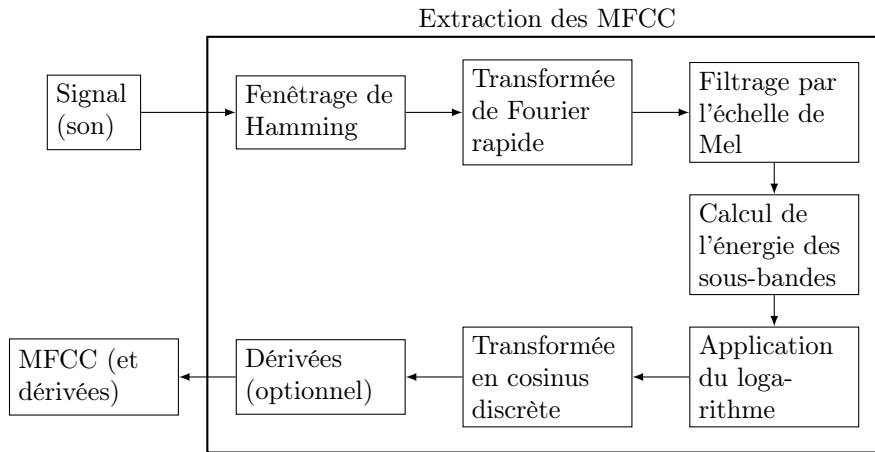 Extraction des MFCC
Signal
(son)
Fenêtrage de
Hamming
Transformée
de Fourier
rapide
Filtrage par
l'échelle de
Mel
Calcul de
l'énergie des
sous-bandes
Application
du loga-
rithme
Transformée
en cosinus
discrète
Dérivées
(optionnel)
MFCC (et
dérivées)